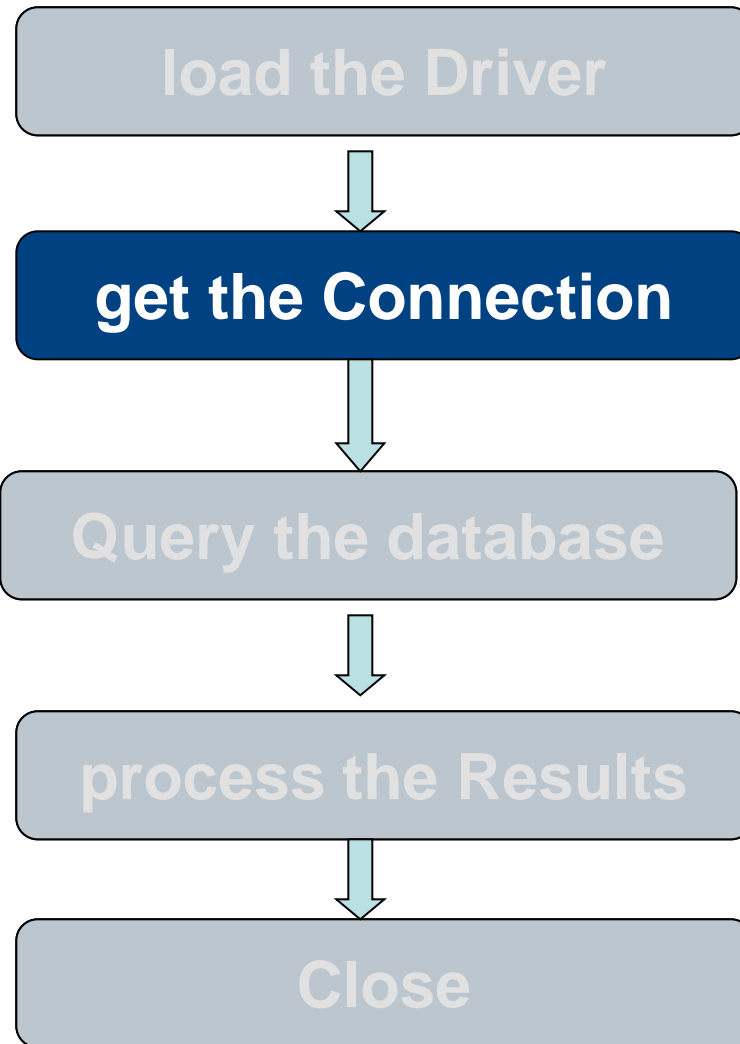 load the Driver
get the Connection
Query the database
process the Results
Close